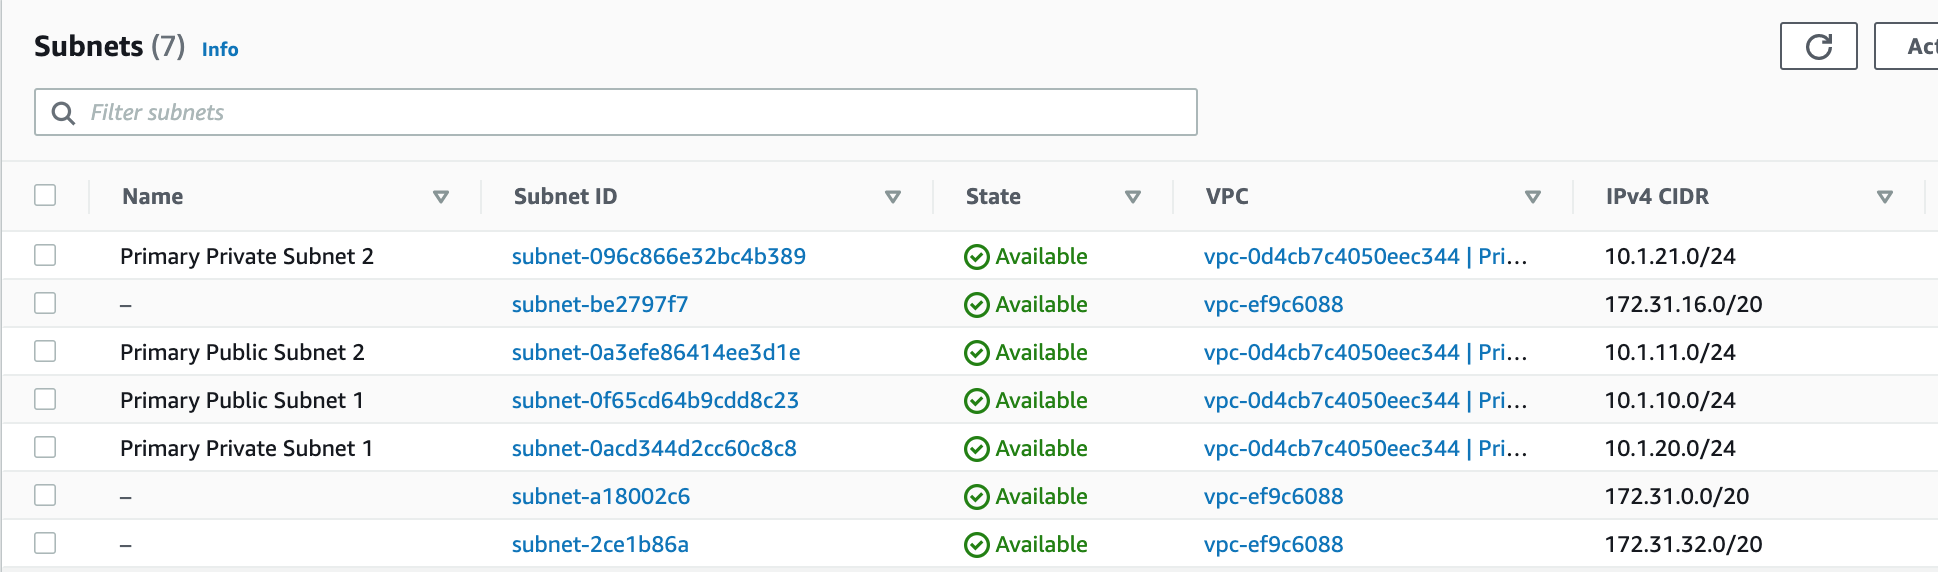 Subnets (7) Info
Act
Filter subnets
Name Subnet ID State VPC IPv4 CIDR
Primary Private Subnet 2 subnet-096c866e32bc4b389 Available vpc-0d4cb7c4050eec344 | Pri... 10.1.21.0/24
– subnet-be2797f7 Available vpc-ef9c6088 172.31.16.0/20
Primary Public Subnet 2 subnet-0a3efe86414ee3d1e Available vpc-0d4cb7c4050eec344 | Pri... 10.1.11.0/24
Primary Public Subnet 1 subnet-0f65cd64b9cdd8c23 Available vpc-0d4cb7c4050eec344 | Pri... 10.1.10.0/24
Primary Private Subnet 1 subnet-0acd344d2cc60c8c8 Available vpc-0d4cb7c4050eec344 | Pri... 10.1.20.0/24
– subnet-a18002c6 Available vpc-ef9c6088 172.31.0.0/20
– subnet-2ce1b86a Available vpc-ef9c6088 172.31.32.0/20